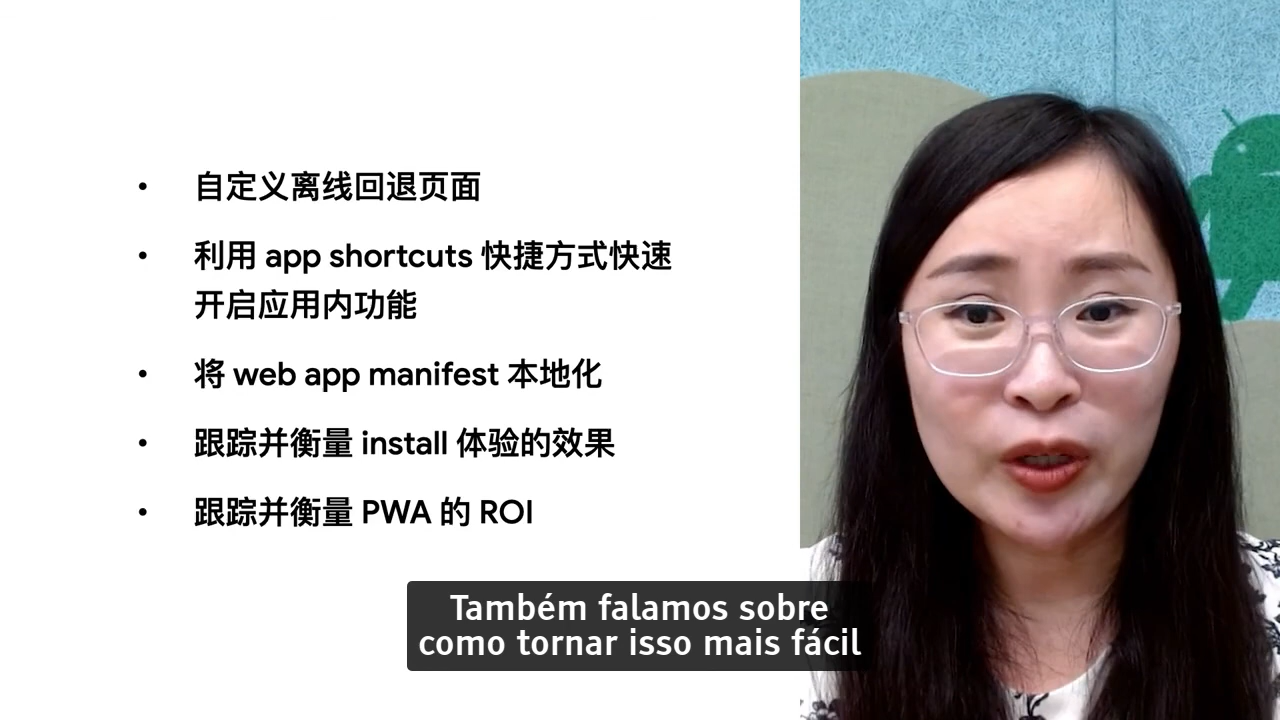 • 自定义离线回退页面
• 利用 app shortcuts 快捷方式快速
开启应用内功能
• 将 web app manifest 本地化
• 跟踪并衡量 install 体验的效果
• 跟踪并衡量 PWA 的 ROI
Também falamos sobre
como tornar isso mais fácil